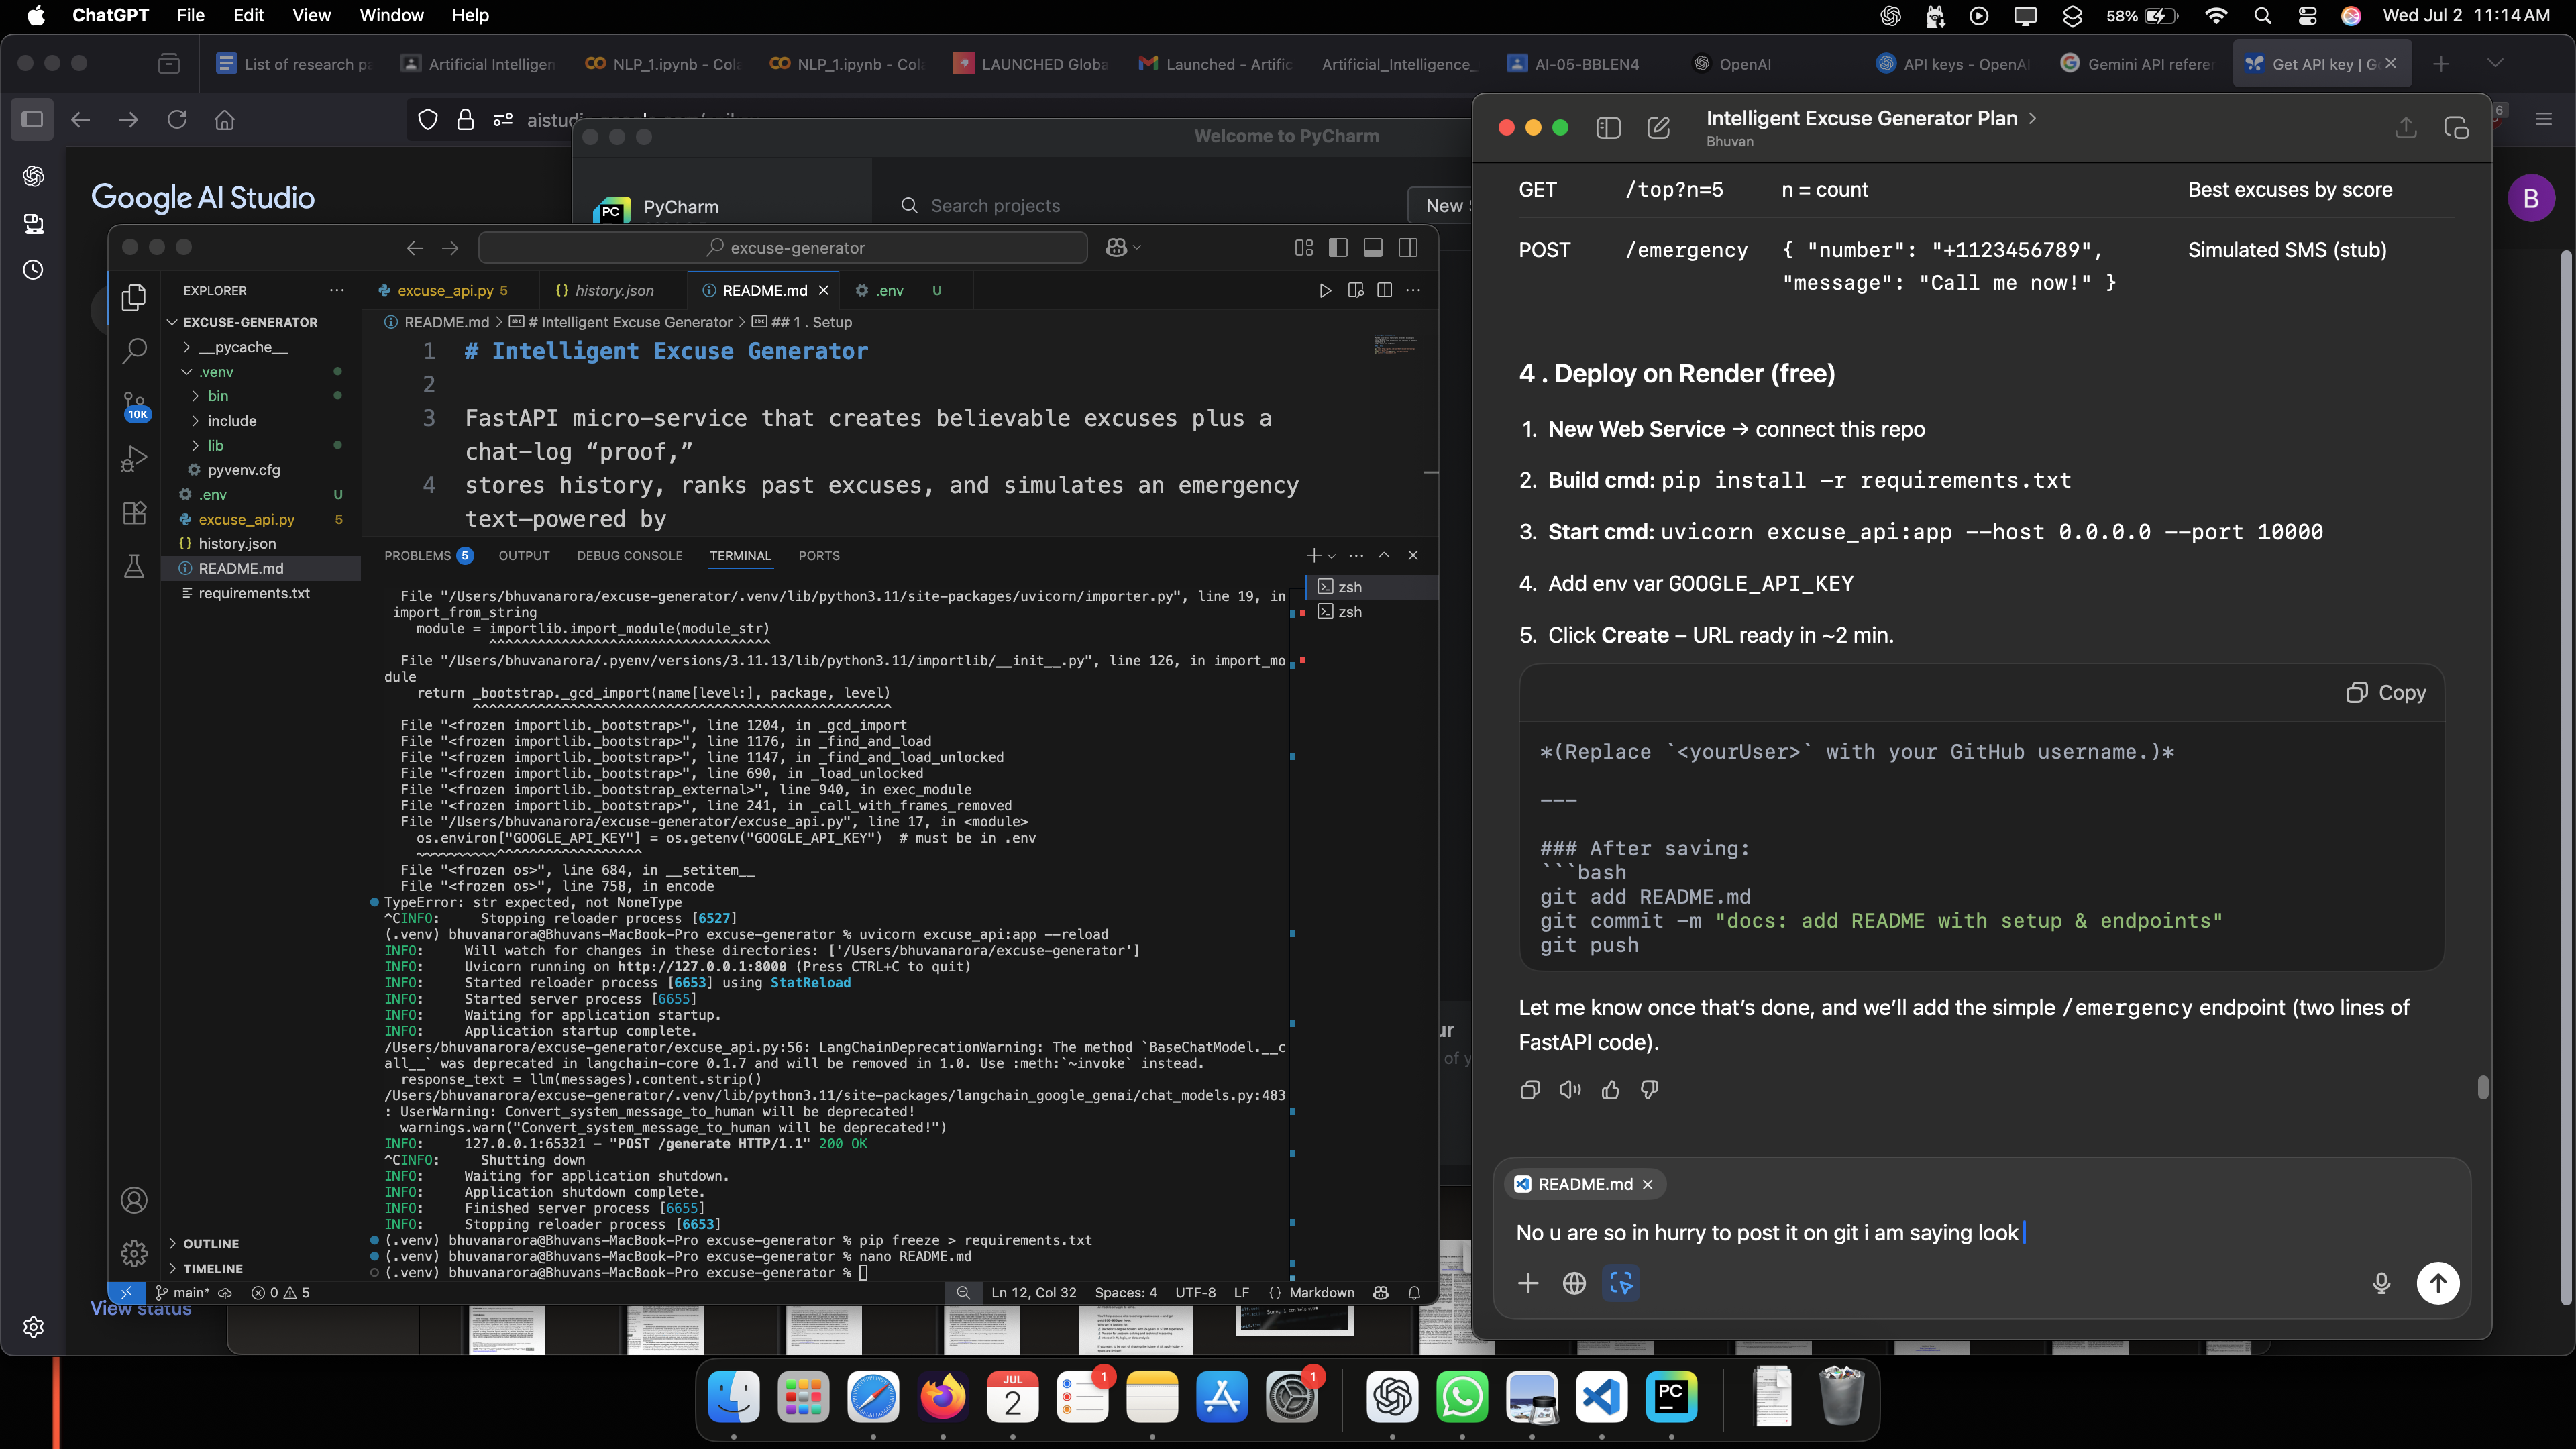 ChatGPT File Edit View Window Help
58% Wed Jul 2 11:14 AM
List of research pa
Artificial Intelligen
NLP_1.ipynb - Cola
NLP_1.ipynb - Col
LAUNCHED Globa
Launched - Artific
Artificial_Intelligence_
AI-05-BBLEN4
OpenAI
API keys - OpenAI
Gemini API referen
Get API key | G
Google AI Studio
B
View status
Welcome to PyCharm
PC PyCharm
Search projects
New
excuse-generator
EXPLORER
EXCUSE-GENERATOR
__pycache__
.venv
bin
include
lib
pyvenv.cfg
.env U
excuse_api.py 5
history.json
README.md
requirements.txt
OUTLINE
TIMELINE
10K
excuse_api.py 5
{} history.json
README.md
.env U
README.md > # Intelligent Excuse Generator > ## 1 . Setup
1 # Intelligent Excuse Generator
2
3 FastAPI micro-service that creates believable excuses plus a
chat-log “proof,”
4 stores history, ranks past excuses, and simulates an emergency
text—powered by
PROBLEMS 5 OUTPUT DEBUG CONSOLE TERMINAL PORTS
zsh
zsh
File "/Users/bhuvanarora/excuse-generator/.venv/lib/python3.11/site-packages/uvicorn/importer.py", line 19, in
import_from_string
module = importlib.import_module(module_str)
^^^^^^^^^^^^^^^^^^^^^^^^^^^^^^^^^^^
File "/Users/bhuvanarora/.pyenv/versions/3.11.13/lib/python3.11/importlib/__init__.py", line 126, in import_mo
dule
return _bootstrap._gcd_import(name[level:], package, level)
^^^^^^^^^^^^^^^^^^^^^^^^^^^^^^^^^^^^^^^^^^^^^^^^^^^^
File "<frozen importlib._bootstrap>", line 1204, in _gcd_import
File "<frozen importlib._bootstrap>", line 1176, in _find_and_load
File "<frozen importlib._bootstrap>", line 1147, in _find_and_load_unlocked
File "<frozen importlib._bootstrap>", line 690, in _load_unlocked
File "<frozen importlib._bootstrap_external>", line 940, in exec_module
File "<frozen importlib._bootstrap>", line 241, in _call_with_frames_removed
File "/Users/bhuvanarora/excuse-generator/excuse_api.py", line 17, in <module>
os.environ["GOOGLE_API_KEY"] = os.getenv("GOOGLE_API_KEY")  # must be in .env
~~~~~~~~~~^^^^^^^^^^^^^^^^^^
File "<frozen os>", line 684, in __setitem__
File "<frozen os>", line 758, in encode
TypeError: str expected, not NoneType
^CINFO: Stopping reloader process [6527]
(.venv) bhuvanarora@Bhuvans-MacBook-Pro excuse-generator % uvicorn excuse_api:app --reload
INFO: Will watch for changes in these directories: ['/Users/bhuvanarora/excuse-generator']
INFO: Uvicorn running on http://127.0.0.1:8000 (Press CTRL+C to quit)
INFO: Started reloader process [6653] using StatReload
INFO: Started server process [6655]
INFO: Waiting for application startup.
INFO: Application startup complete.
/Users/bhuvanarora/excuse-generator/excuse_api.py:56: LangChainDeprecationWarning: The method `BaseChatModel.__c
all__` was deprecated in langchain-core 0.1.7 and will be removed in 1.0. Use :meth:`~invoke` instead.
response_text = llm(messages).content.strip()
/Users/bhuvanarora/excuse-generator/.venv/lib/python3.11/site-packages/langchain_google_genai/chat_models.py:483
: UserWarning: Convert_system_message_to_human will be deprecated!
warnings.warn("Convert_system_message_to_human will be deprecated!")
INFO: 127.0.0.1:65321 - "POST /generate HTTP/1.1" 200 OK
^CINFO: Shutting down
INFO: Waiting for application shutdown.
INFO: Application shutdown complete.
INFO: Finished server process [6655]
INFO: Stopping reloader process [6653]
(.venv) bhuvanarora@Bhuvans-MacBook-Pro excuse-generator % pip freeze > requirements.txt
(.venv) bhuvanarora@Bhuvans-MacBook-Pro excuse-generator % nano README.md
(.venv) bhuvanarora@Bhuvans-MacBook-Pro excuse-generator %
main* 0 5 Ln 12, Col 32 Spaces: 4 UTF-8 LF {} Markdown
Intelligent Excuse Generator Plan >
Bhuvan
GET /top?n=5 n = count Best excuses by score
POST /emergency { "number": "+1123456789", Simulated SMS (stub)
"message": "Call me now!" }
4 . Deploy on Render (free)
1. New Web Service → connect this repo
2. Build cmd: pip install -r requirements.txt
3. Start cmd: uvicorn excuse_api:app --host 0.0.0.0 --port 10000
4. Add env var GOOGLE_API_KEY
5. Click Create – URL ready in ~2 min.
Copy
*(Replace `<yourUser>` with your GitHub username.)*
---
### After saving:
```bash
git add README.md
git commit -m "docs: add README with setup & endpoints"
git push
Let me know once that’s done, and we’ll add the simple /emergency endpoint (two lines of
FastAPI code).
README.md
No u are so in hurry to post it on git i am saying look
JUL
2
1
1
PC